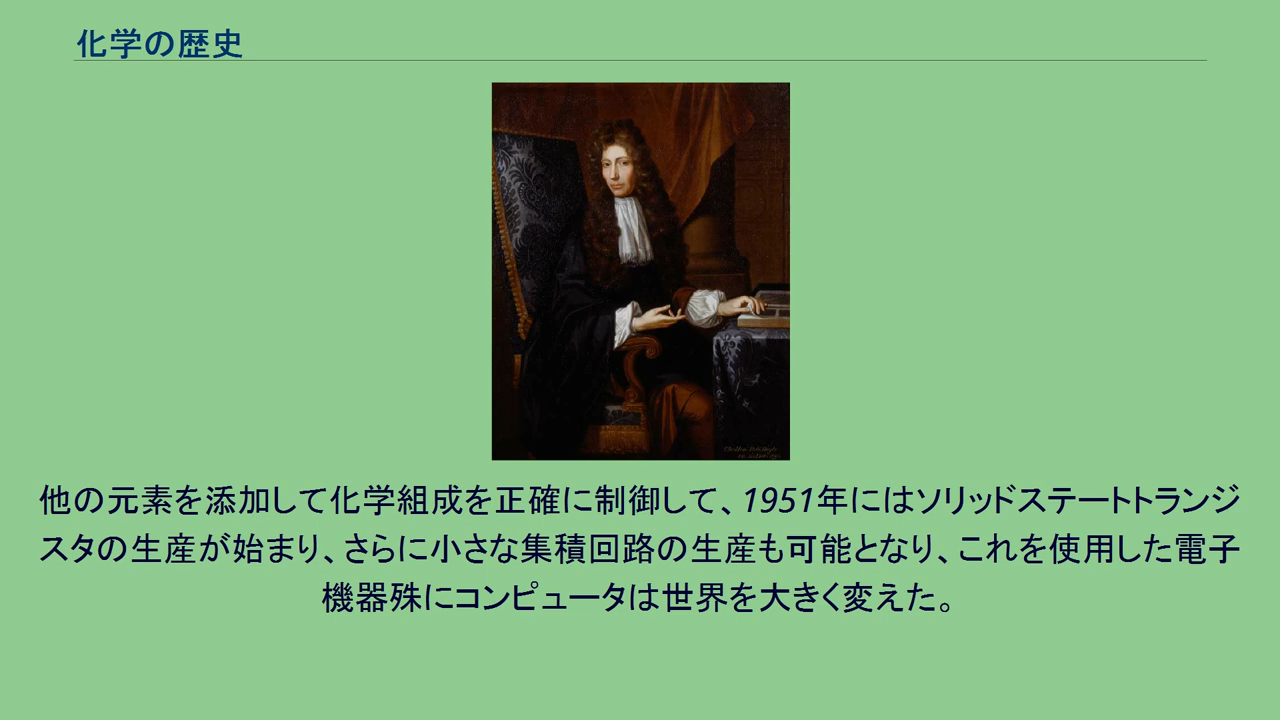 化学の歴史
他の元素を添加して化学組成を正確に制御して、1951年にはソリッドステートトランジ
スタの生産が始まり、さらに小さな集積回路の生産も可能となり、これを使用した電子
機器殊にコンピュータは世界を大きく変えた。